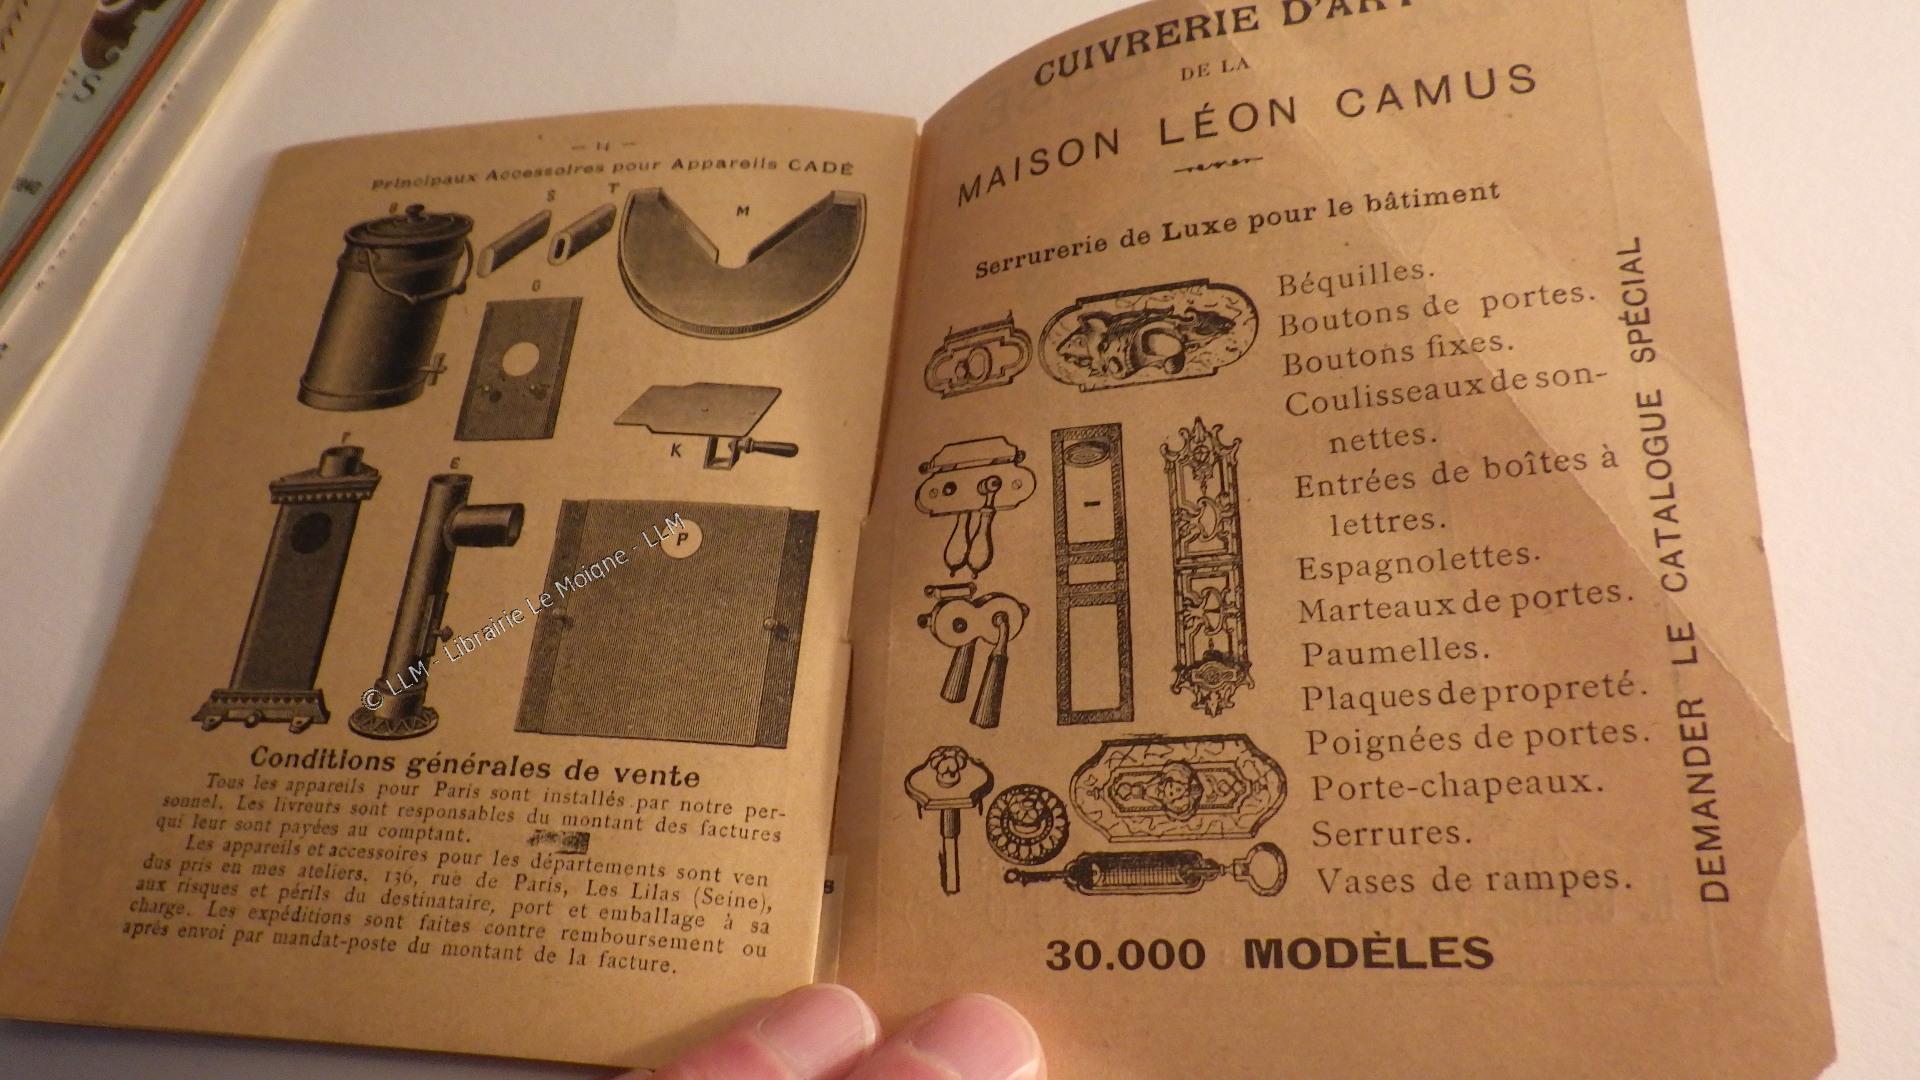 — 14 —
Principaux Accessoires pour Appareils CADÉ
B
S
T
M
G
K
F
E
P
© LLM - Librairie Le Moigne - LLM
Conditions générales de vente
Tous les appareils pour Paris sont installés par notre per-
sonnel. Les livreurs sont responsables du montant des factures
qui leur sont payées au comptant.
Les appareils et accessoires pour les départements sont ven
dus pris en mes ateliers, 136, rue de Paris, Les Lilas (Seine),
aux risques et périls du destinataire, port et emballage à sa
charge. Les expéditions sont faites contre remboursement ou
après envoi par mandat-poste du montant de la facture.
CUIVRERIE D'ART
DE LA
MAISON LÉON CAMUS
Serrurerie de Luxe pour le bâtiment
Béquilles.
Boutons de portes.
Boutons fixes.
Coulisseaux de son-
nettes.
Entrées de boîtes à
lettres.
Espagnolettes.
Marteaux de portes.
Paumelles.
Plaques de propreté.
Poignées de portes.
Porte-chapeaux.
Serrures.
Vases de rampes.
DEMANDER LE CATALOGUE SPÉCIAL
30.000 MODÈLES